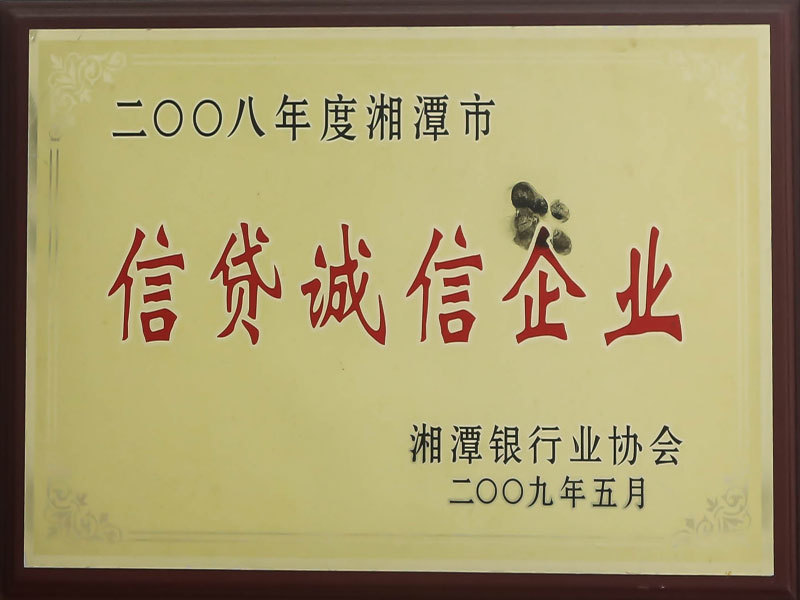 二〇〇八年度湘潭市
信贷诚信企业
湘潭银行业协会
二〇〇九年五月